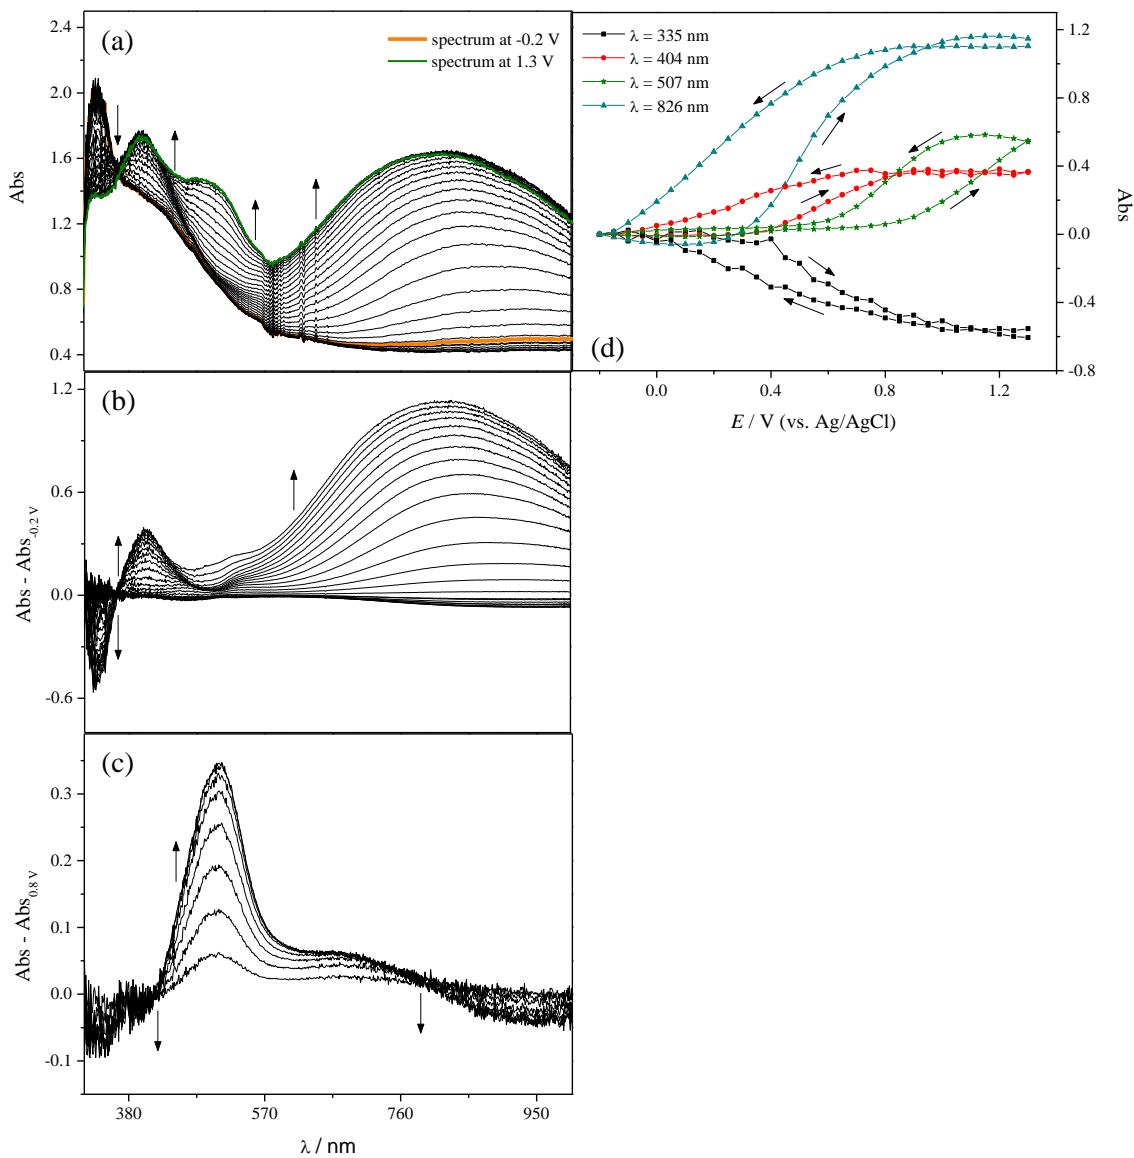 (a)
spectrum at -0.2 V
spectrum at 1.3 V
2.4
2.0
1.6
1.2
0.8
0.4
Abs
(b)
1.2
0.6
0.0
-0.6
Abs - Abs-0.2 V
(c)
0.3
0.2
0.1
0.0
-0.1
Abs - Abs0.8 V
380 570 760 950
λ / nm
λ = 335 nm
λ = 404 nm
λ = 507 nm
λ = 826 nm
(d)
1.2
0.8
0.4
0.0
-0.4
-0.8
Abs
0.0 0.4 0.8 1.2
E / V (vs. Ag/AgCl)